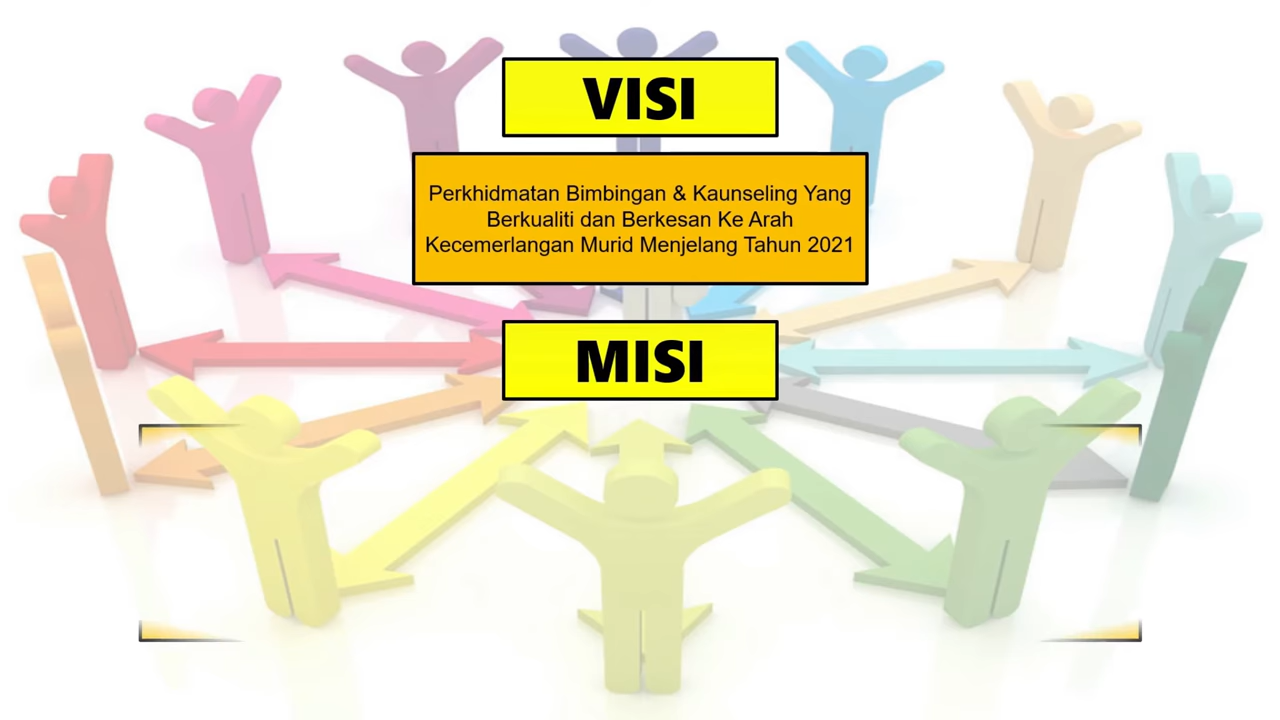 VISI
Perkhidmatan Bimbingan & Kaunseling Yang
Berkualiti dan Berkesan Ke Arah
Kecemerlangan Murid Menjelang Tahun 2021
MISI